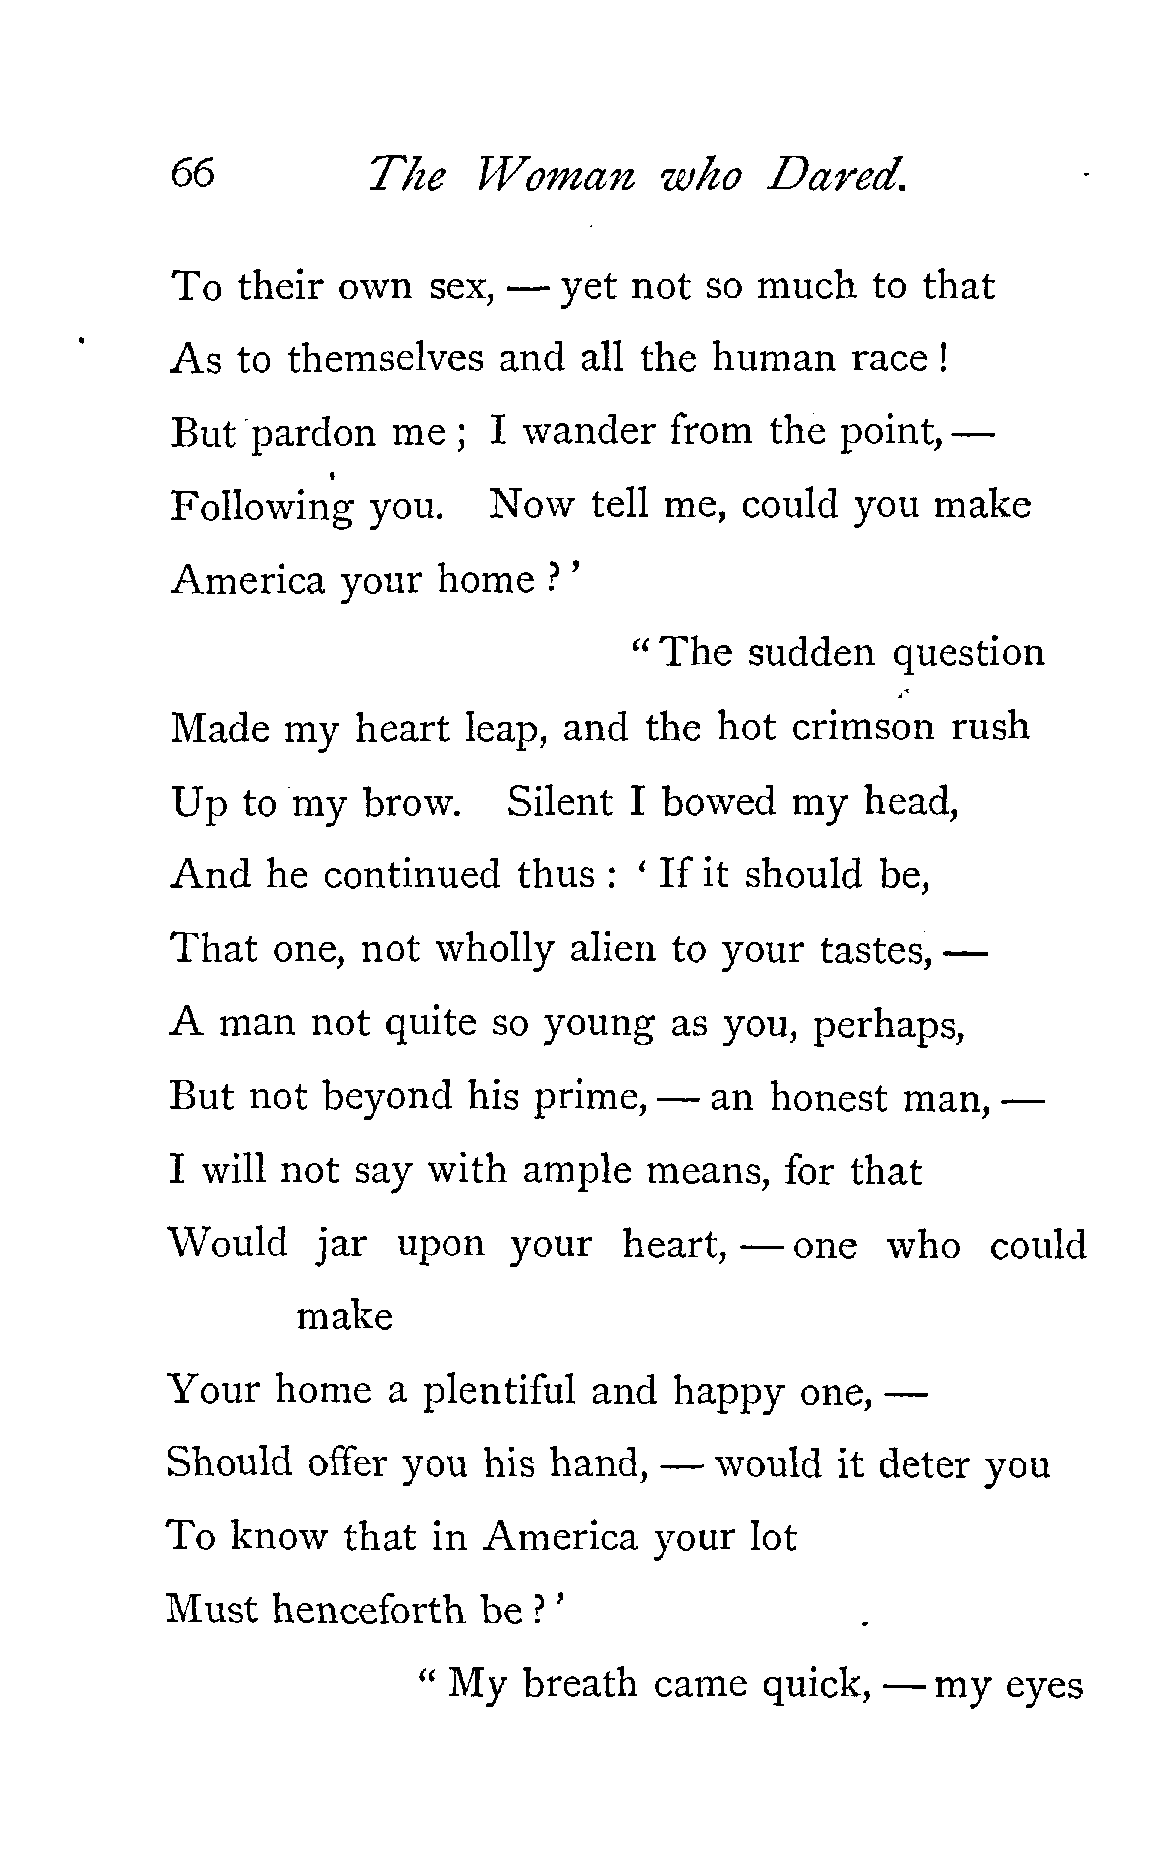 66 The Woman who Dared.
To their own sex, — yet not so much to that
As to themselves and all the human race !
But pardon me ; I wander from the point, —
Following you. Now tell me, could you make
America your home ? ’
“ The sudden question
Made my heart leap, and the hot crimson rush
Up to my brow. Silent I bowed my head,
And he continued thus : ‘ If it should be,
That one, not wholly alien to your tastes, —
A man not quite so young as you, perhaps,
But not beyond his prime, — an honest man, —
I will not say with ample means, for that
Would jar upon your heart, — one who could
make
Your home a plentiful and happy one, —
Should offer you his hand, — would it deter you
To know that in America your lot
Must henceforth be ? ’
“ My breath came quick, — my eyes